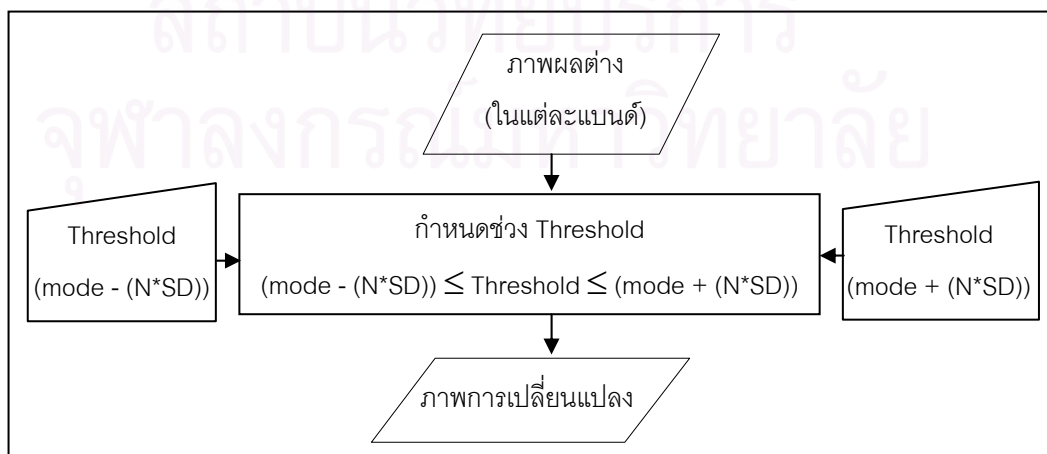 สถาบันวิทยบริการ
จุฬาลงกรณ์มหาวิทยาลัย
ภาพผลต่าง
(ในแต่ละแบนด์)
Threshold
(mode - (N*SD))
กำหนดช่วง Threshold
(mode - (N*SD)) ≤ Threshold ≤ (mode + (N*SD))
Threshold
(mode + (N*SD))
ภาพการเปลี่ยนแปลง